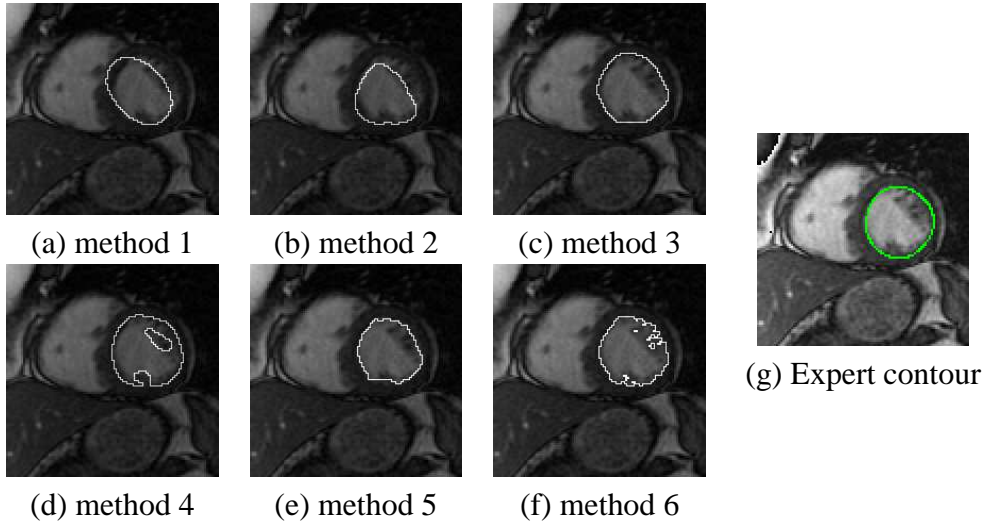 (a) method 1
(b) method 2
(c) method 3
(d) method 4
(e) method 5
(f) method 6
(g) Expert contour